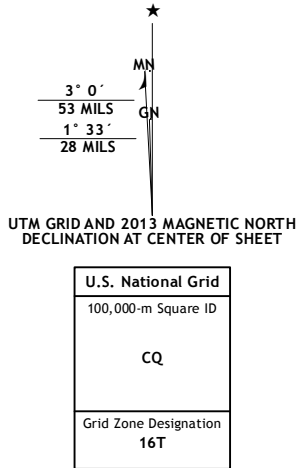 ★
MN
3° 0´
53 MILS
GN
1° 33´
28 MILS
UTM GRID AND 2013 MAGNETIC NORTH
DECLINATION AT CENTER OF SHEET
U.S. National Grid
100,000-m Square ID
CQ
Grid Zone Designation
16T